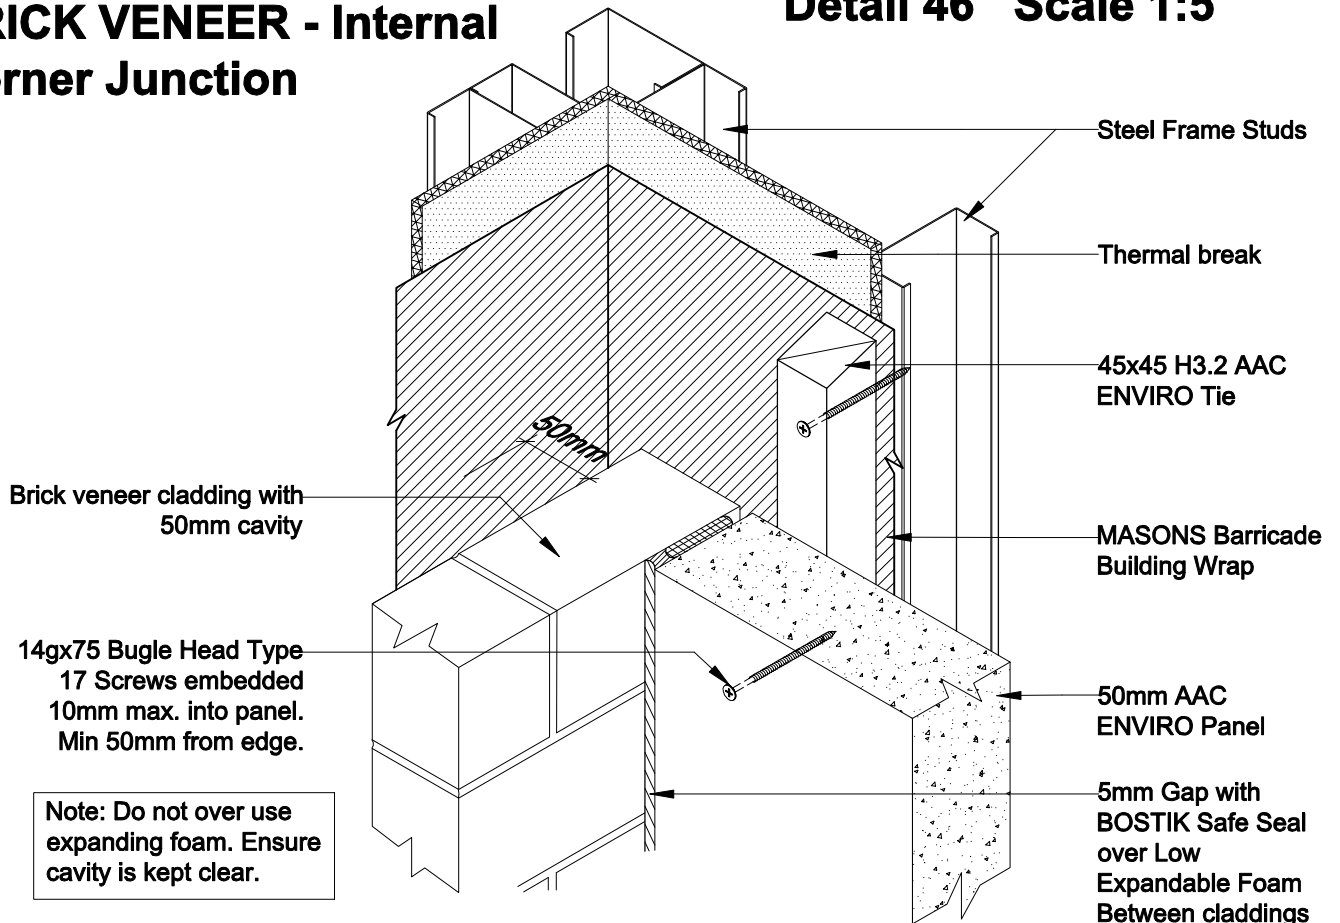 RICK VENEER - Internal
rner Junction
Detail 46 Scale 1:5
Steel Frame Studs
Thermal break
45x45 H3.2 AAC
ENVIRO Tie
50mm
Brick veneer cladding with
50mm cavity
MASONS Barricade
Building Wrap
14gx75 Bugle Head Type
17 Screws embedded
10mm max. into panel.
Min 50mm from edge.
50mm AAC
ENVIRO Panel
Note: Do not over use
expanding foam. Ensure
cavity is kept clear.
5mm Gap with
BOSTIK Safe Seal
over Low
Expandable Foam
Between claddings